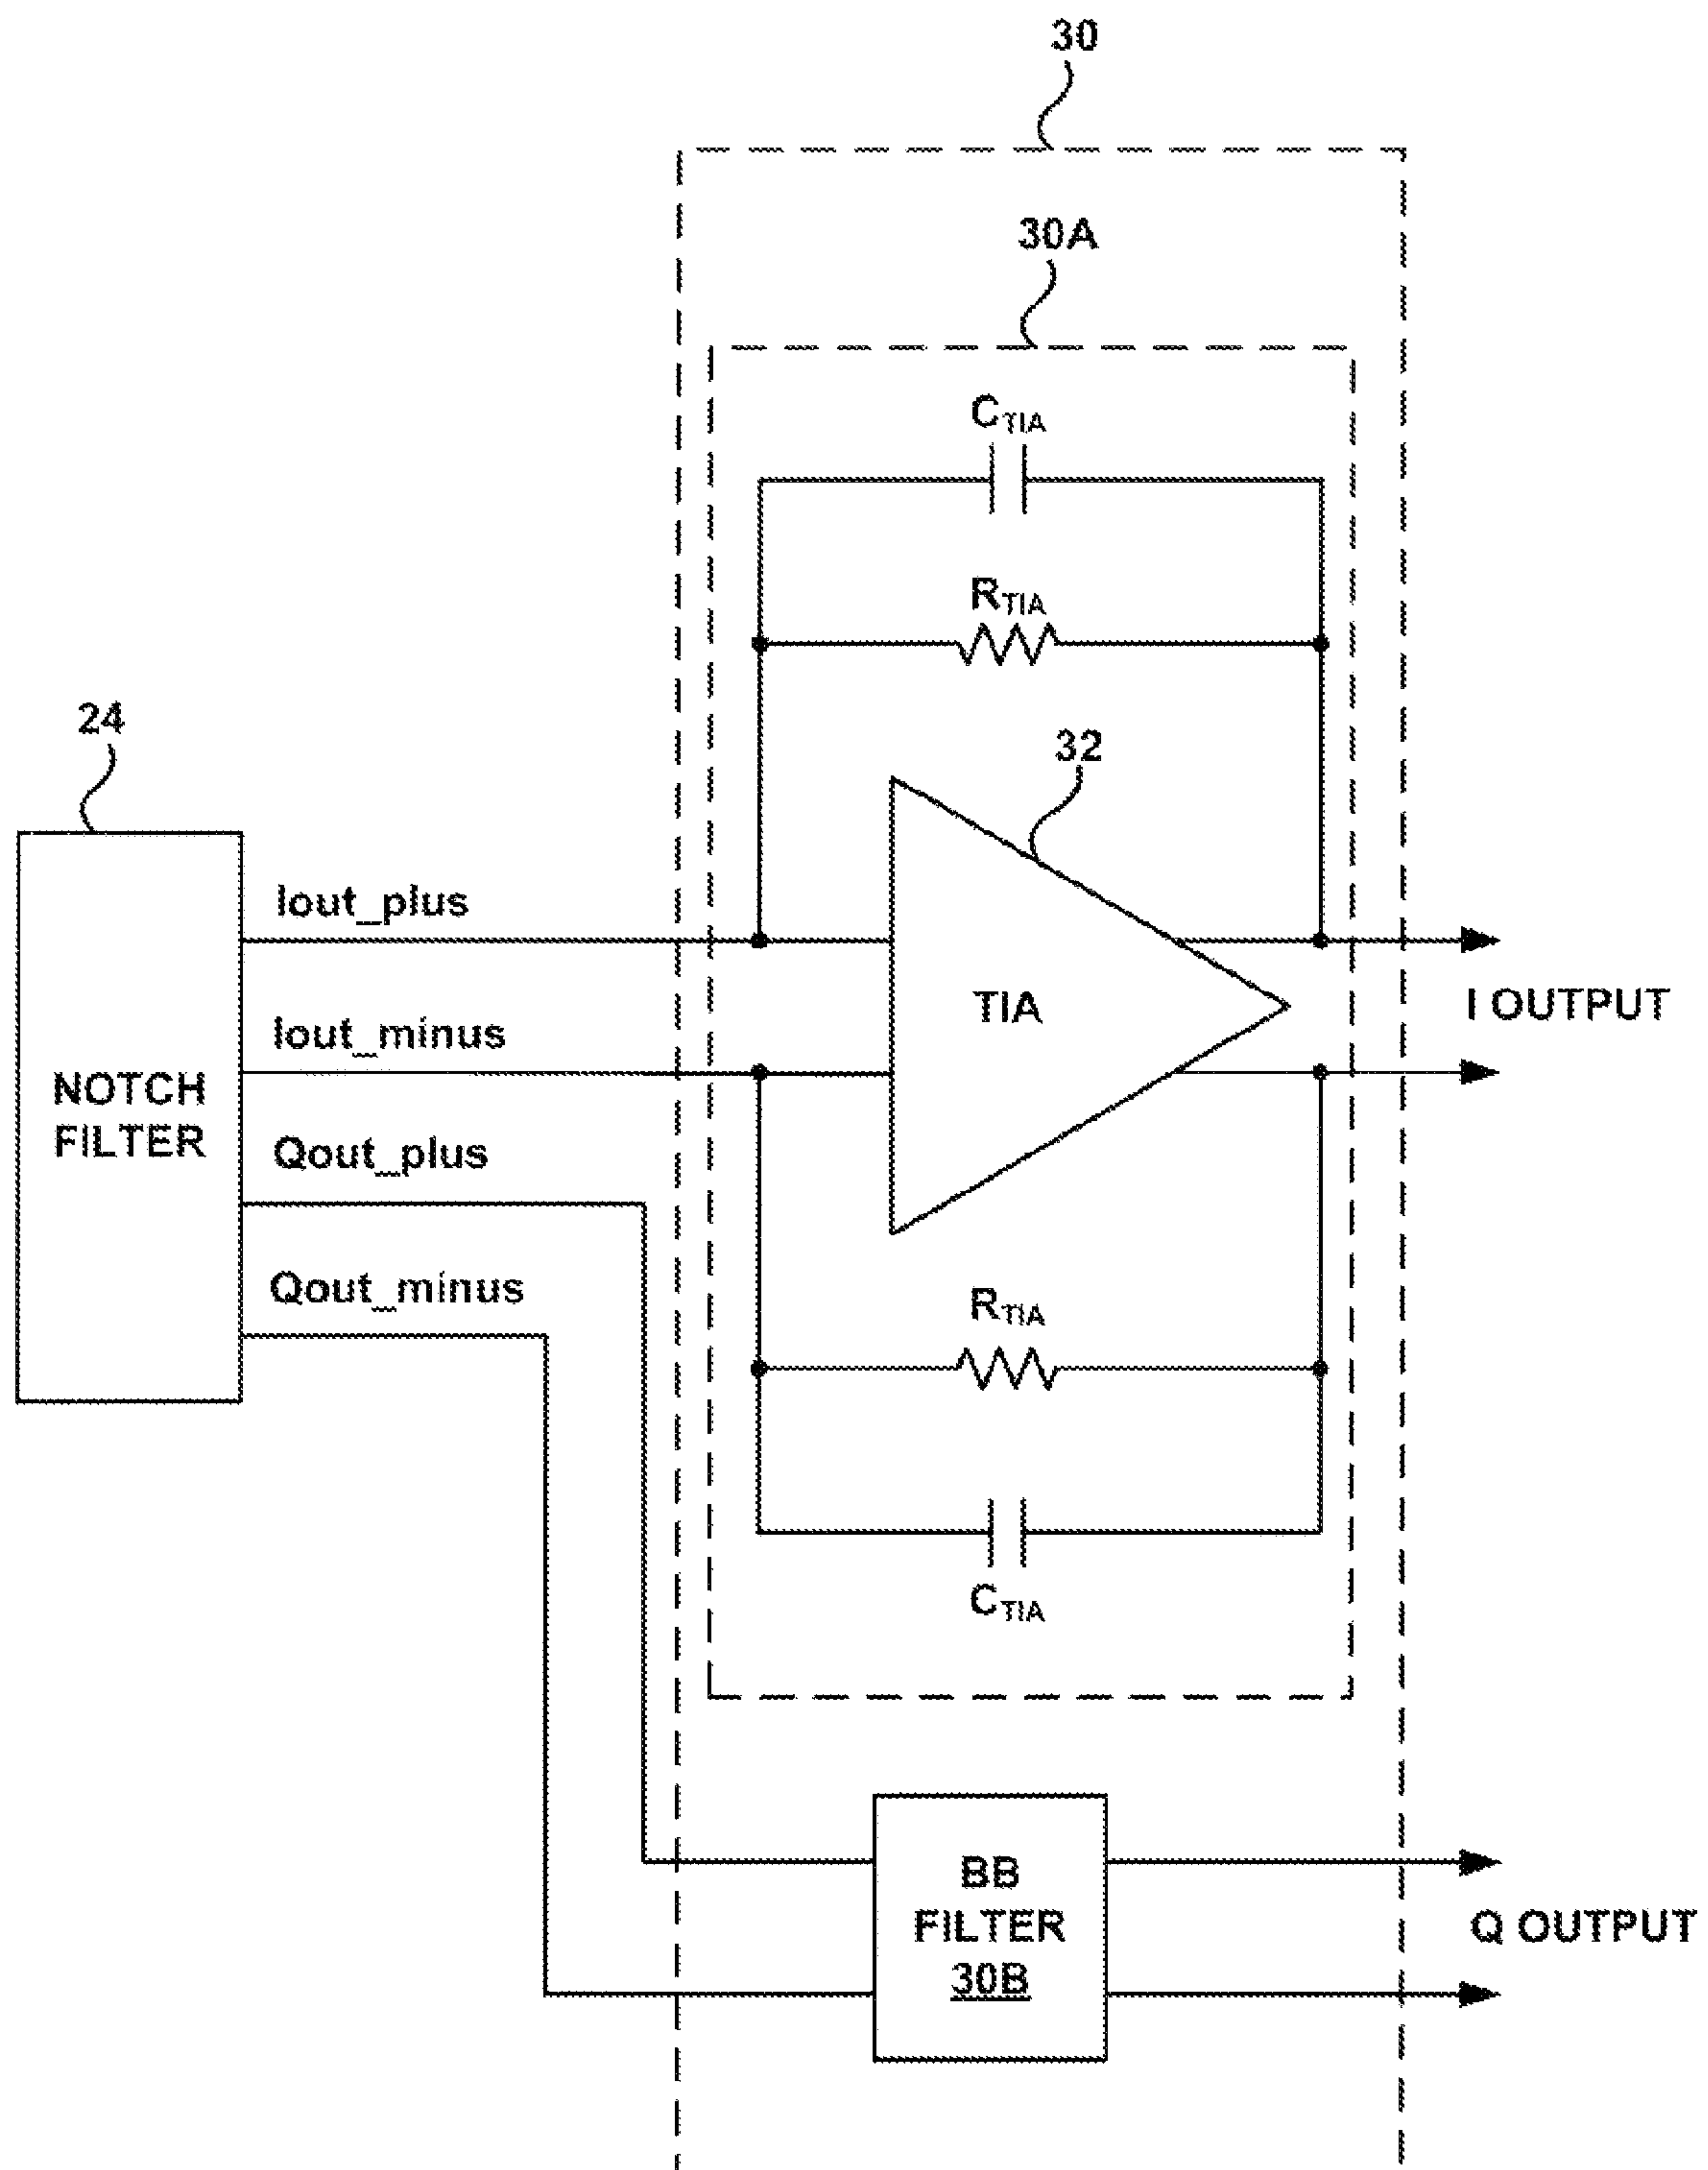 30
30A
CTIA
RTIA
24
32
Iout_plus
TIA
I OUTPUT
Iout_minus
NOTCH
FILTER
Qout_plus
Qout_minus
RTIA
CTIA
BB
FILTER
30B
Q OUTPUT